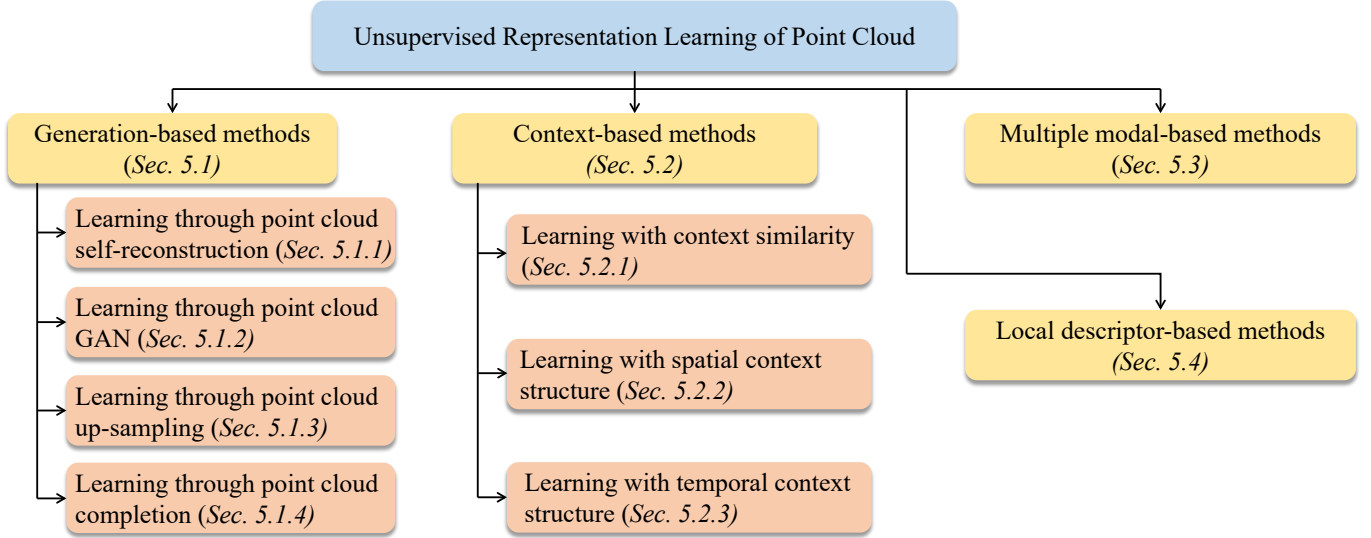 Unsupervised Representation Learning of Point Cloud
Generation-based methods
(Sec. 5.1)
Learning through point cloud
self-reconstruction (Sec. 5.1.1)
Learning through point cloud
GAN (Sec. 5.1.2)
Learning through point cloud
up-sampling (Sec. 5.1.3)
Learning through point cloud
completion (Sec. 5.1.4)
Context-based methods
(Sec. 5.2)
Learning with context similarity
(Sec. 5.2.1)
Learning with spatial context
structure (Sec. 5.2.2)
Learning with temporal context
structure (Sec. 5.2.3)
Multiple modal-based methods
(Sec. 5.3)
Local descriptor-based methods
(Sec. 5.4)